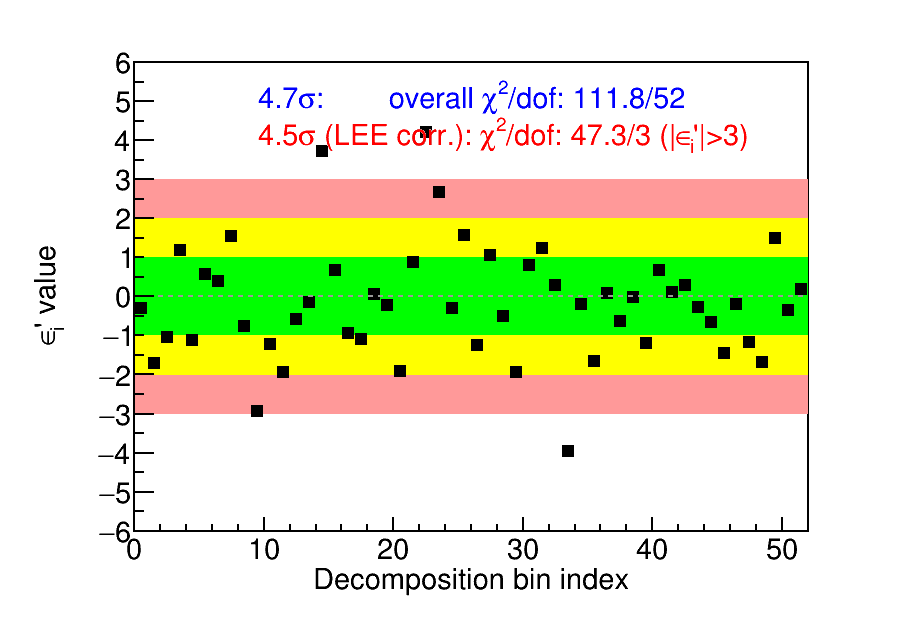 6
5
4
3
2
1
0
−1
−2
−3
−4
−5
−6
4.7σ: overall χ²/dof: 111.8/52
4.5σ (LEE corr.): χ²/dof: 47.3/3 (|ϵᵢ'|>3)
ϵᵢ' value
0 10 20 30 40 50
Decomposition bin index